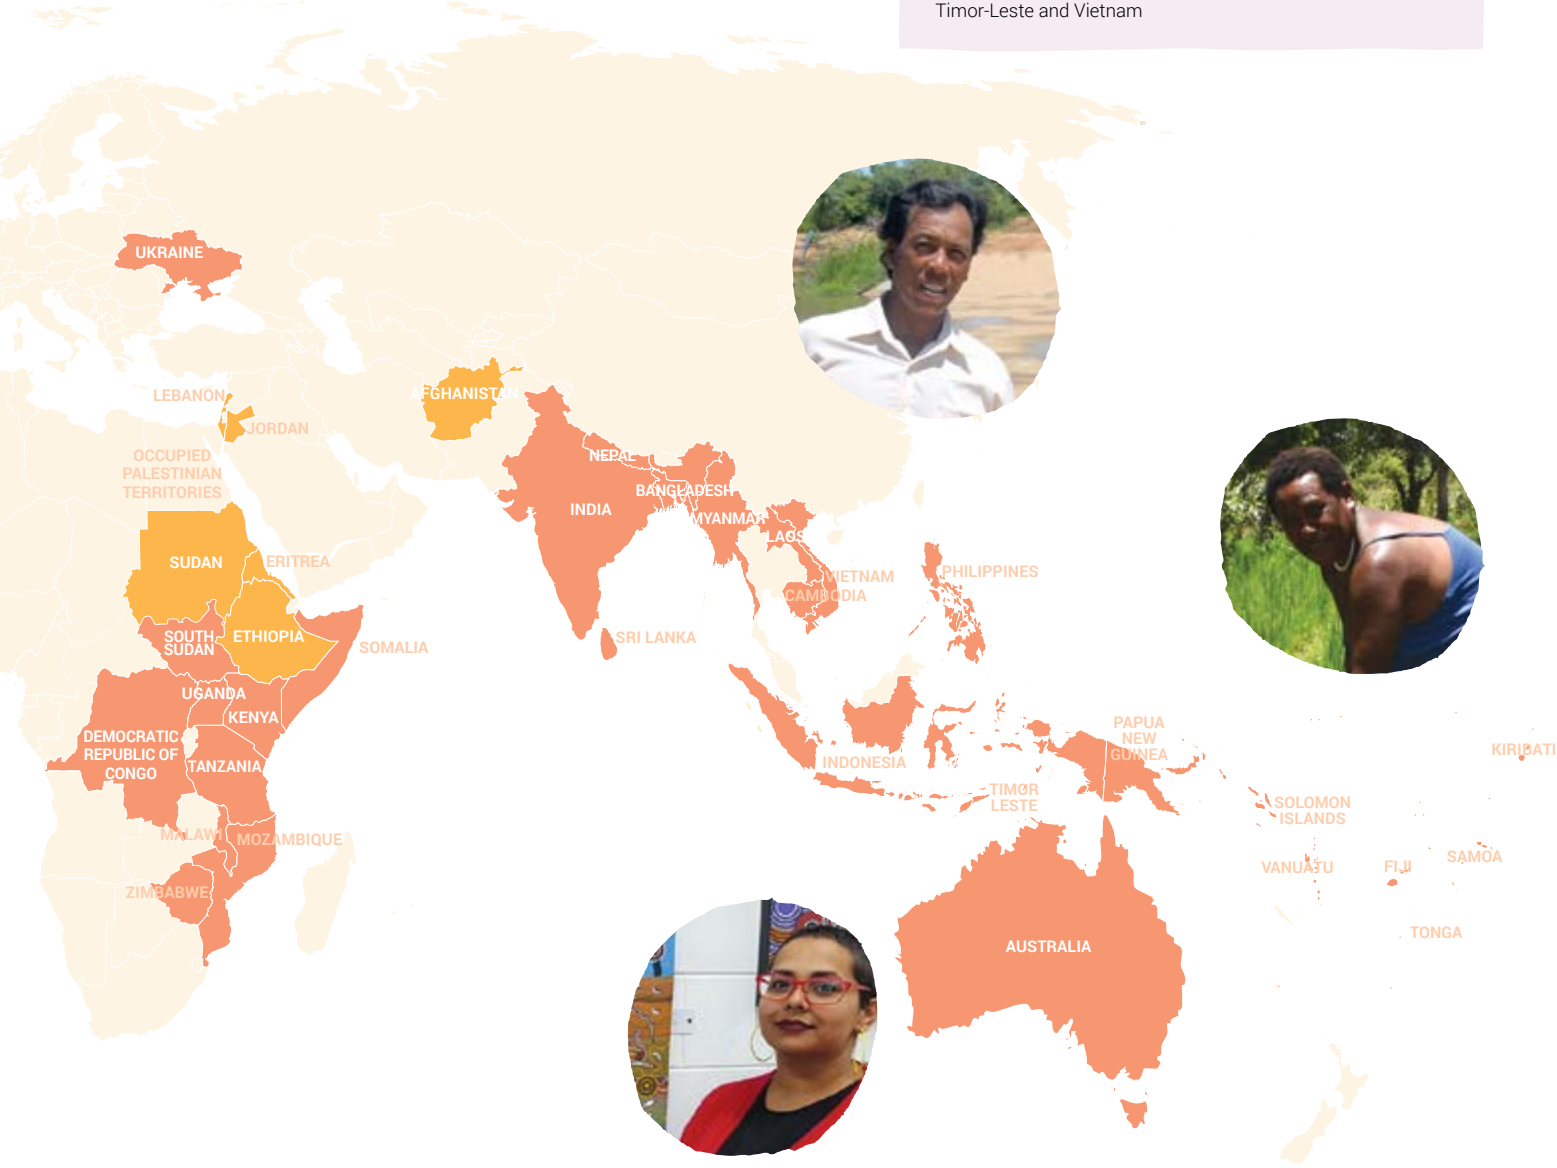 Timor-Leste and Vietnam
UKRAINE
LEBANON
AFGHANISTAN
JORDAN
OCCUPIED
PALESTINIAN
TERRITORIES
NEPAL
BANGLADESH
INDIA
MYANMAR
LAOS
SUDAN
ERITREA
VIETNAM
CAMBODIA
PHILIPPINES
SOUTH
SUDAN
ETHIOPIA
SOMALIA
SRI LANKA
UGANDA
KENYA
DEMOCRATIC
REPUBLIC OF
CONGO
TANZANIA
INDONESIA
PAPUA
NEW
GUINEA
KIRIBATI
TIMOR
LESTE
SOLOMON
ISLANDS
MALAWI
MOZAMBIQUE
VANUATU
FIJI
SAMOA
ZIMBABWE
TONGA
AUSTRALIA